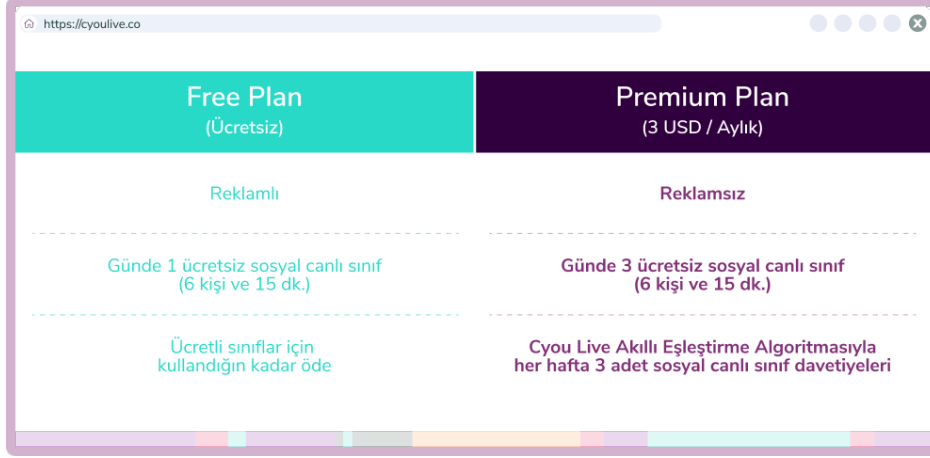 https://cyoulive.co
Free Plan
(Ücretsiz)
Reklamlı
Günde 1 ücretsiz sosyal canlı sınıf
(6 kişi ve 15 dk.)
Ücretli sınıflar için
kullandığın kadar öde
Premium Plan
(3 USD / Aylık)
Reklamsız
Günde 3 ücretsiz sosyal canlı sınıf
(6 kişi ve 15 dk.)
Cyou Live Akıllı Eşleştirme Algoritmasıyla
her hafta 3 adet sosyal canlı sınıf davetiyeleri